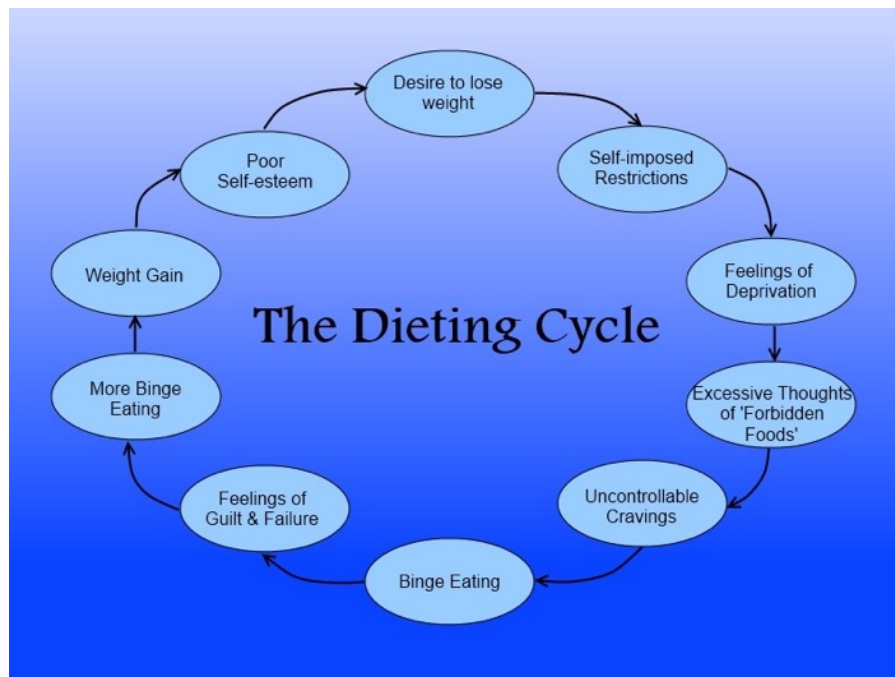 The Dieting Cycle
Desire to lose
weight
Self-imposed
Restrictions
Feelings of
Deprivation
Excessive Thoughts
of 'Forbidden
Foods'
Uncontrollable
Cravings
Binge Eating
Feelings of
Guilt & Failure
More Binge
Eating
Weight Gain
Poor
Self-esteem